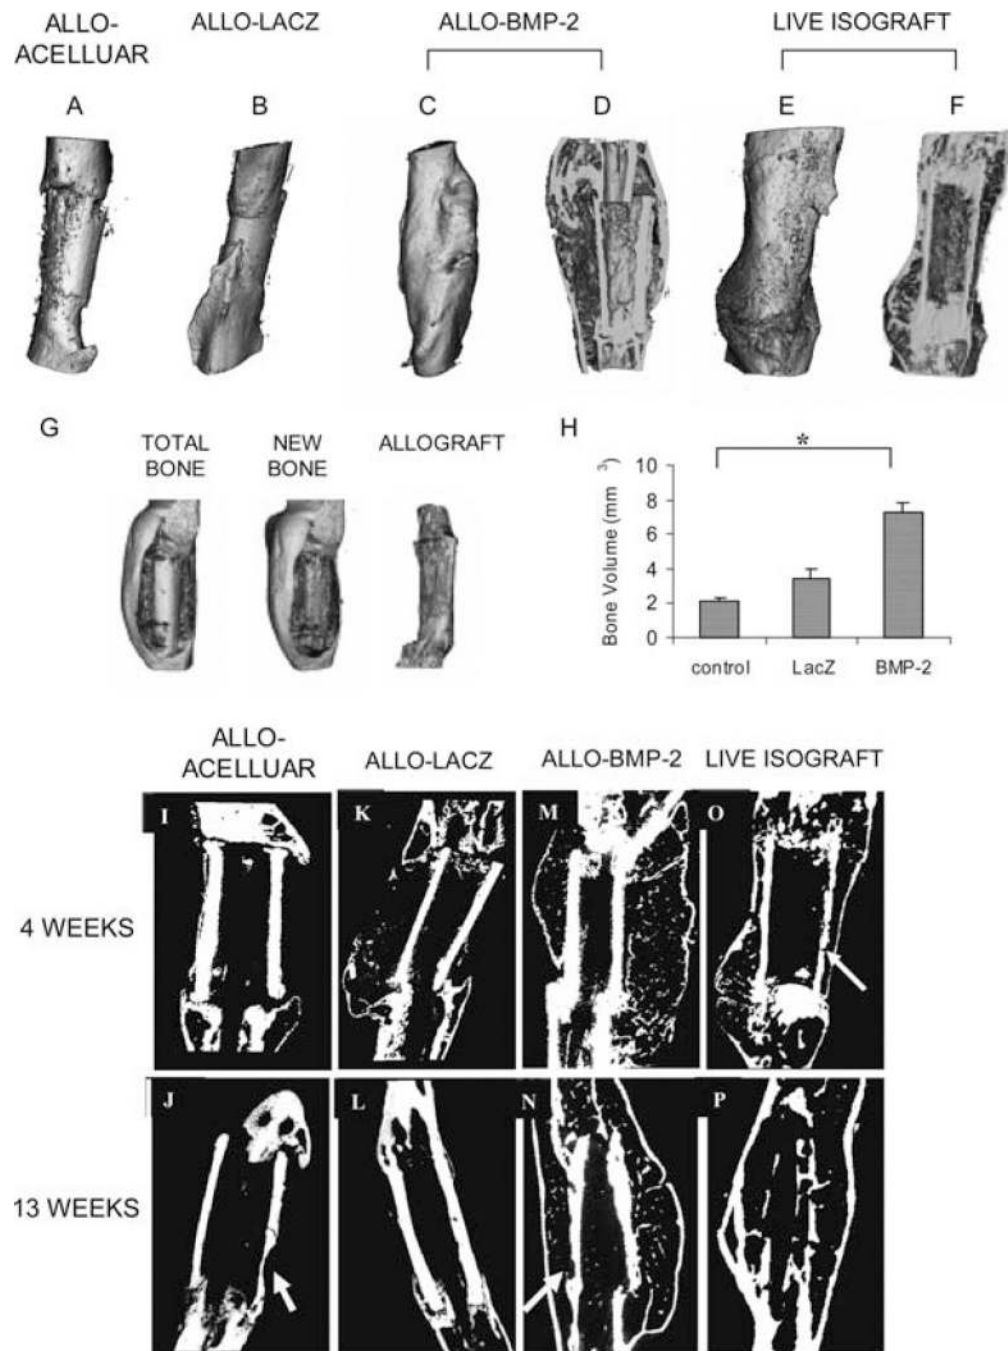 ALLO-
ACELLUAR
ALLO-LACZ
ALLO-BMP-2
LIVE ISOGRAFT
A
B
C
D
E
F
G
TOTAL
BONE
NEW
BONE
ALLOGRAFT
H
*
Bone Volume (mm 3)
10
8
6
4
2
0
control
LacZ
BMP-2
ALLO-
ACELLUAR
ALLO-LACZ
ALLO-BMP-2
LIVE ISOGRAFT
4 WEEKS
I
K
M
O
13 WEEKS
J
L
N
P